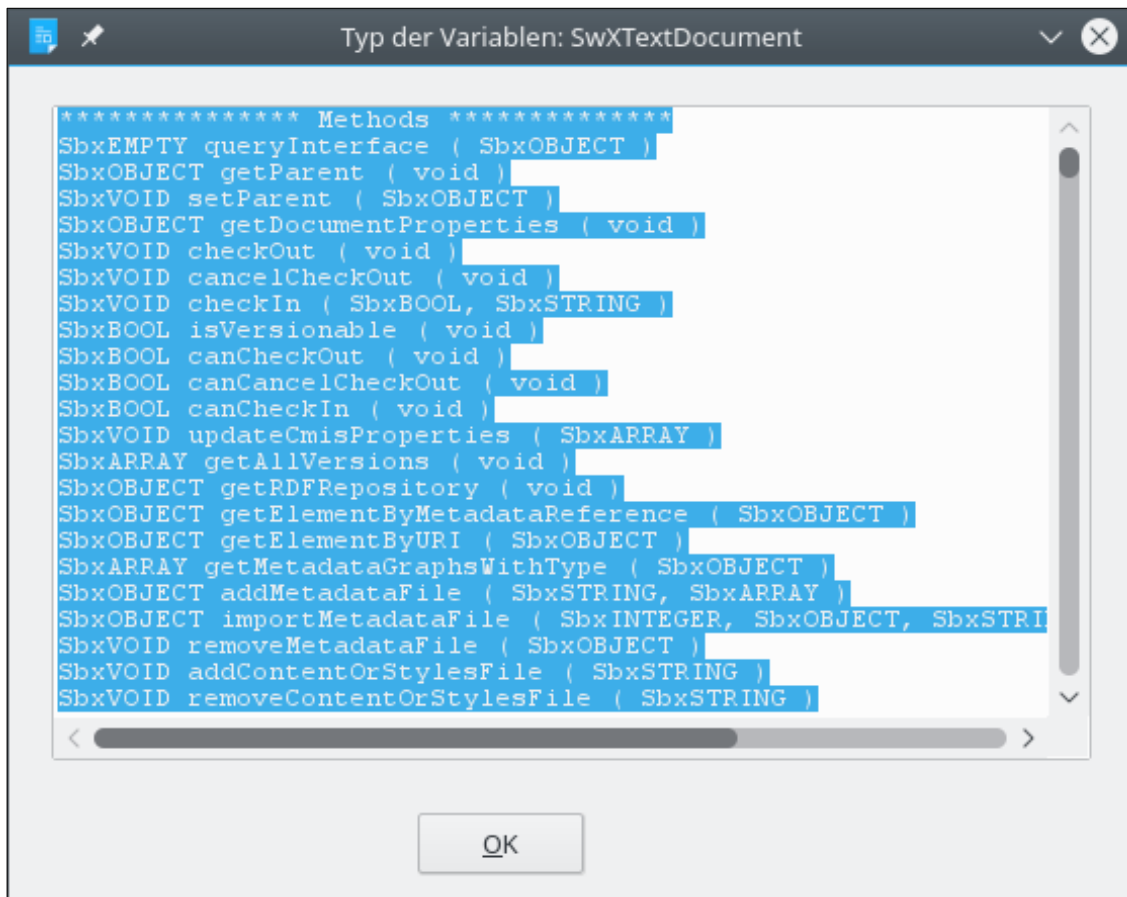 Typ der Variablen: SwXTextDocument
*************** Methods **************
SbxEMPTY queryInterface ( SbxOBJECT )
SbxOBJECT getParent ( void )
SbxVOID setParent ( SbxOBJECT )
SbxOBJECT getDocumentProperties ( void )
SbxVOID checkOut ( void )
SbxVOID cancelCheckOut ( void )
SbxVOID checkIn ( SbxBOOL, SbxSTRING )
SbxBOOL isVersionable ( void )
SbxBOOL canCheckOut ( void )
SbxBOOL canCancelCheckOut ( void )
SbxBOOL canCheckIn ( void )
SbxVOID updateCmisProperties ( SbxARRAY )
SbxARRAY getAllVersions ( void )
SbxOBJECT getRDFRepository ( void )
SbxOBJECT getElementByMetadataReference ( SbxOBJECT )
SbxOBJECT getElementByURI ( SbxOBJECT )
SbxARRAY getMetadataGraphsWithType ( SbxOBJECT )
SbxOBJECT addMetadataFile ( SbxSTRING, SbxARRAY )
SbxOBJECT importMetadataFile ( SbxINTEGER, SbxOBJECT, SbxSTRI
SbxVOID removeMetadataFile ( SbxOBJECT )
SbxVOID addContentOrStylesFile ( SbxSTRING )
SbxVOID removeContentOrStylesFile ( SbxSTRING )
OK